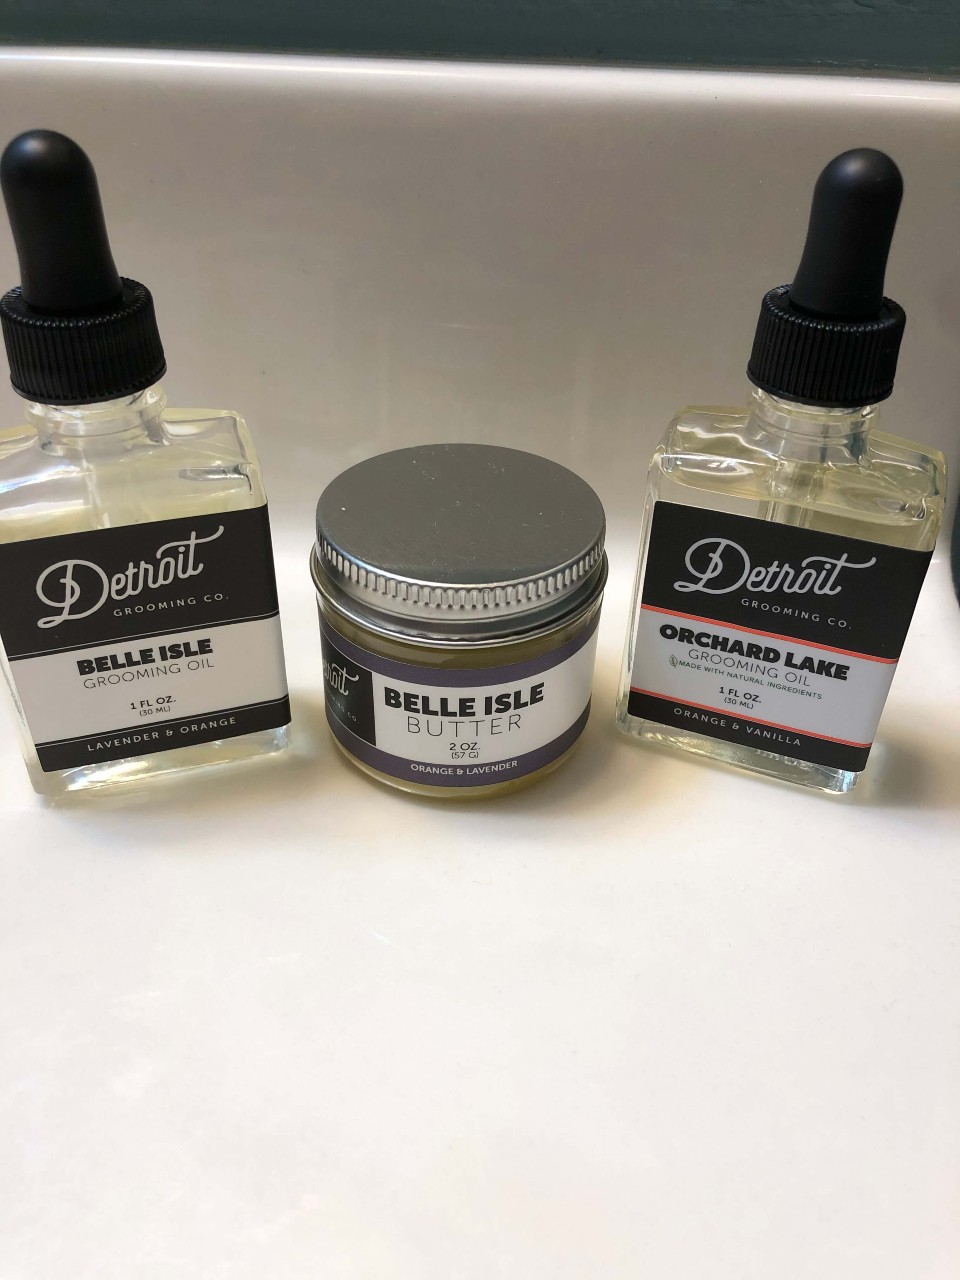 Detroit
GROOMING CO.
BELLE ISLE
GROOMING OIL
1 FL OZ.
(30 ML)
LAVENDER & ORANGE
BELLE ISLE
BUTTER
2 OZ.
(57 G)
ORANGE & LAVENDER
Detroit
GROOMING CO.
ORCHARD LAKE
GROOMING OIL
MADE WITH NATURAL INGREDIENTS
1 FL OZ.
(30 ML)
ORANGE & VANILLA